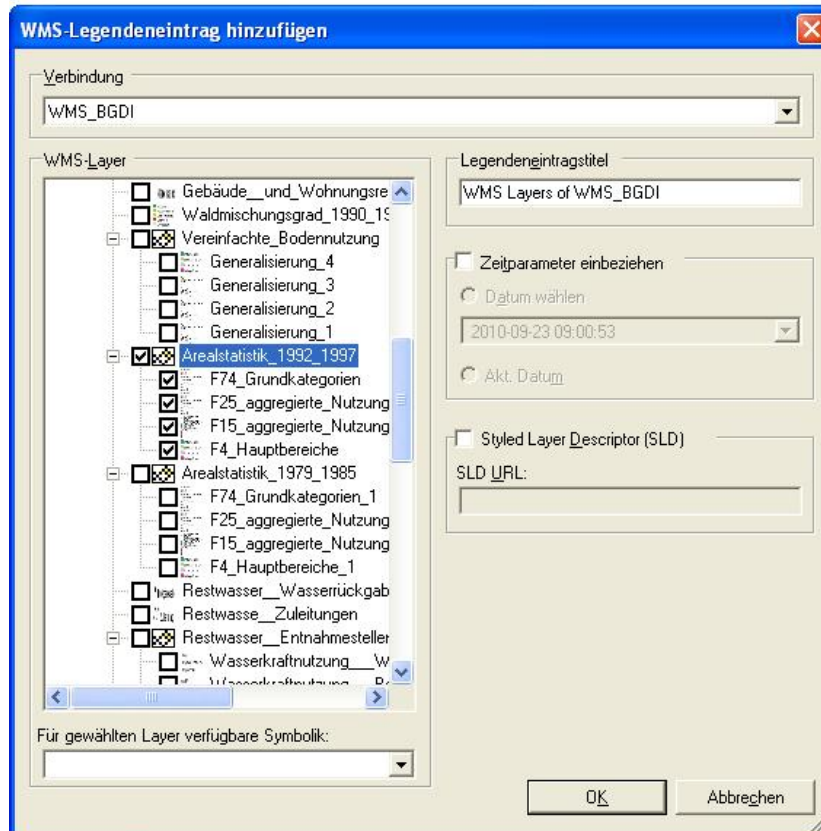 WMS-Legendeneintrag hinzufügen
Verbindung
WMS_BGDI
WMS-Layer
Gebäude__und_Wohnungsre
Waldmischungsgrad_1990_19
Vereinfachte_Bodennutzung
Generalisierung_4
Generalisierung_3
Generalisierung_2
Generalisierung_1
Arealstatistik_1992_1997
F74_Grundkategorien
F25_aggregierte_Nutzung
F15_aggregierte_Nutzung
F4_Hauptbereiche
Arealstatistik_1979_1985
F74_Grundkategorien_1
F25_aggregierte_Nutzung
F15_aggregierte_Nutzung
F4_Hauptbereiche_1
Restwasser__Wasserrückgab
Restwasse__Zuleitungen
Restwasser__Entnahmesteller
Wasserkraftnutzung___W
Für gewählten Layer verfügbare Symbolik:
Legendeneintragstitel
WMS Layers of WMS_BGDI
Zeitparameter einbeziehen
Datum wählen
2010-09-23 09:00:53
Akt. Datum
Styled Layer Descriptor (SLD)
SLD URL:
OK
Abbrechen